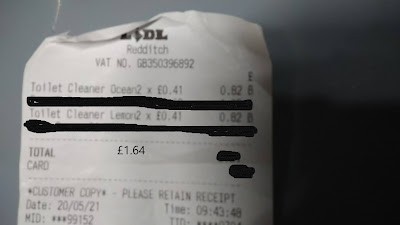 LIDL
Redditch
VAT NO. GB350396892
£
Toilet Cleaner Ocean2 x £0.41 0.82 B
Toilet Cleaner Lemon2 x £0.41 0.82 B
TOTAL £1.64
CARD
*CUSTOMER COPY* - PLEASE RETAIN RECEIPT
Date: 20/05/21 Time: 09:43:48
MID: ***99152